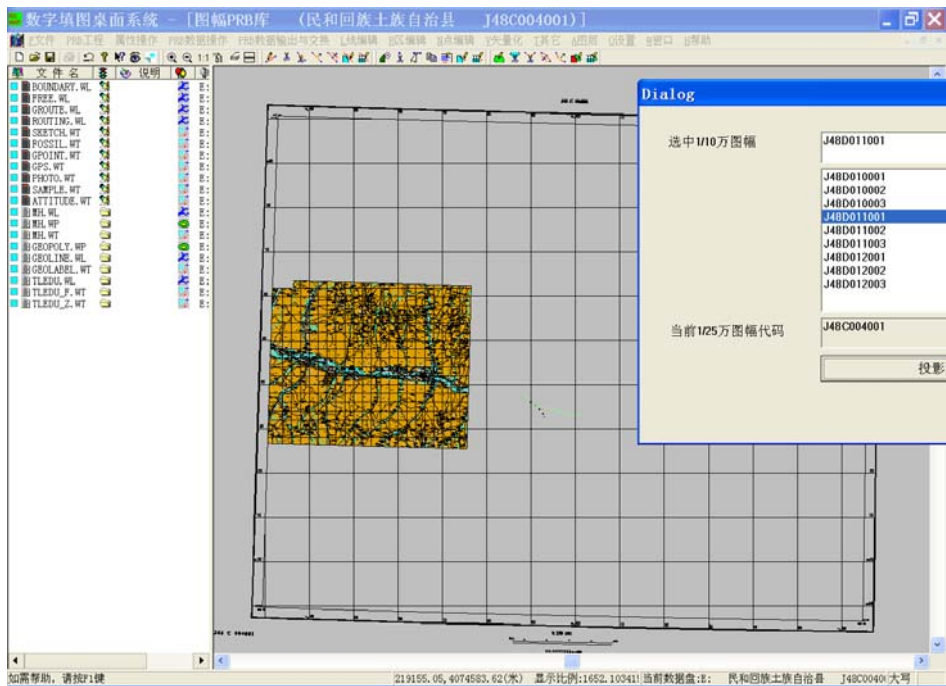 数字填图桌面系统 - [图幅PRB库 (民和回族土族自治县 J48C004001)]
文件名 说明
BOUNDARY.WL E:
FREE.WL E:
GROUTE.WL E:
ROUTING.WL E:
SKETCH.WT E:
FOSSIL.WT E:
GPOINT.WT E:
GPS.WT E:
PHOTO.WT E:
SAMPLE.WT E:
ATTITUDE.WT E:
MH.WL E:
MH.WP E:
MH.WT E:
GEOPOLY.WP E:
GEOLINE.WL E:
GEOLABEL.WT E:
TLEDU.WL E:
TLEDU_F.WT E:
TLEDU_Z.WT E:
Dialog
选中1/10万图幅 J48D011001
J48D010001
J48D010002
J48D010003
J48D011001
J48D011002
J48D011003
J48D012001
J48D012002
J48D012003
当前1/25万图幅代码 J48C004001
投影
如需帮助，请按F1键 219155.05,4074583.62(米) 显示比例:1652.10341 当前数据盘:E: 民和回族土族自治县 J48C0040 大写